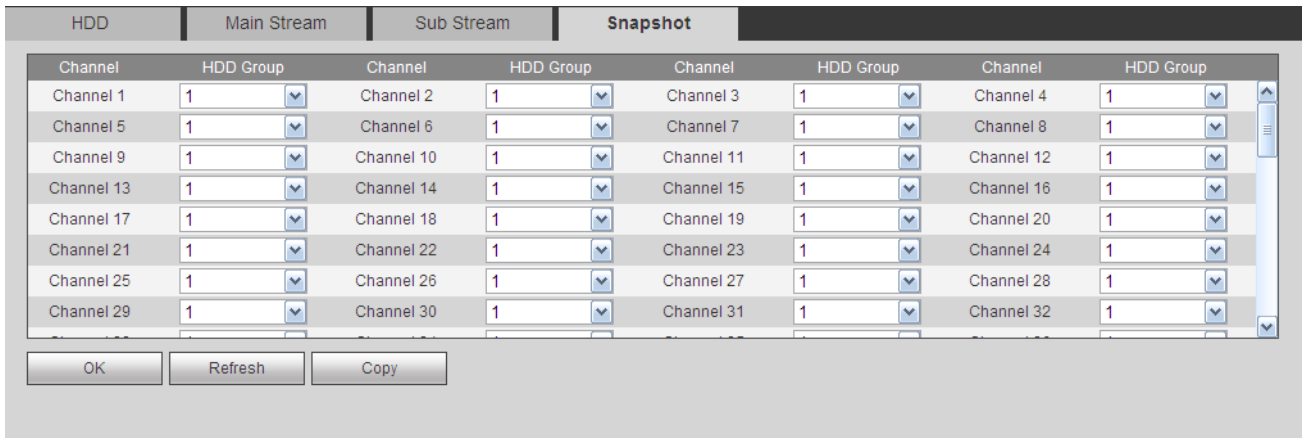 HDD Main Stream Sub Stream Snapshot
Channel HDD Group Channel HDD Group Channel HDD Group Channel HDD Group
Channel 1 1 Channel 2 1 Channel 3 1 Channel 4 1
Channel 5 1 Channel 6 1 Channel 7 1 Channel 8 1
Channel 9 1 Channel 10 1 Channel 11 1 Channel 12 1
Channel 13 1 Channel 14 1 Channel 15 1 Channel 16 1
Channel 17 1 Channel 18 1 Channel 19 1 Channel 20 1
Channel 21 1 Channel 22 1 Channel 23 1 Channel 24 1
Channel 25 1 Channel 26 1 Channel 27 1 Channel 28 1
Channel 29 1 Channel 30 1 Channel 31 1 Channel 32 1
OK Refresh Copy